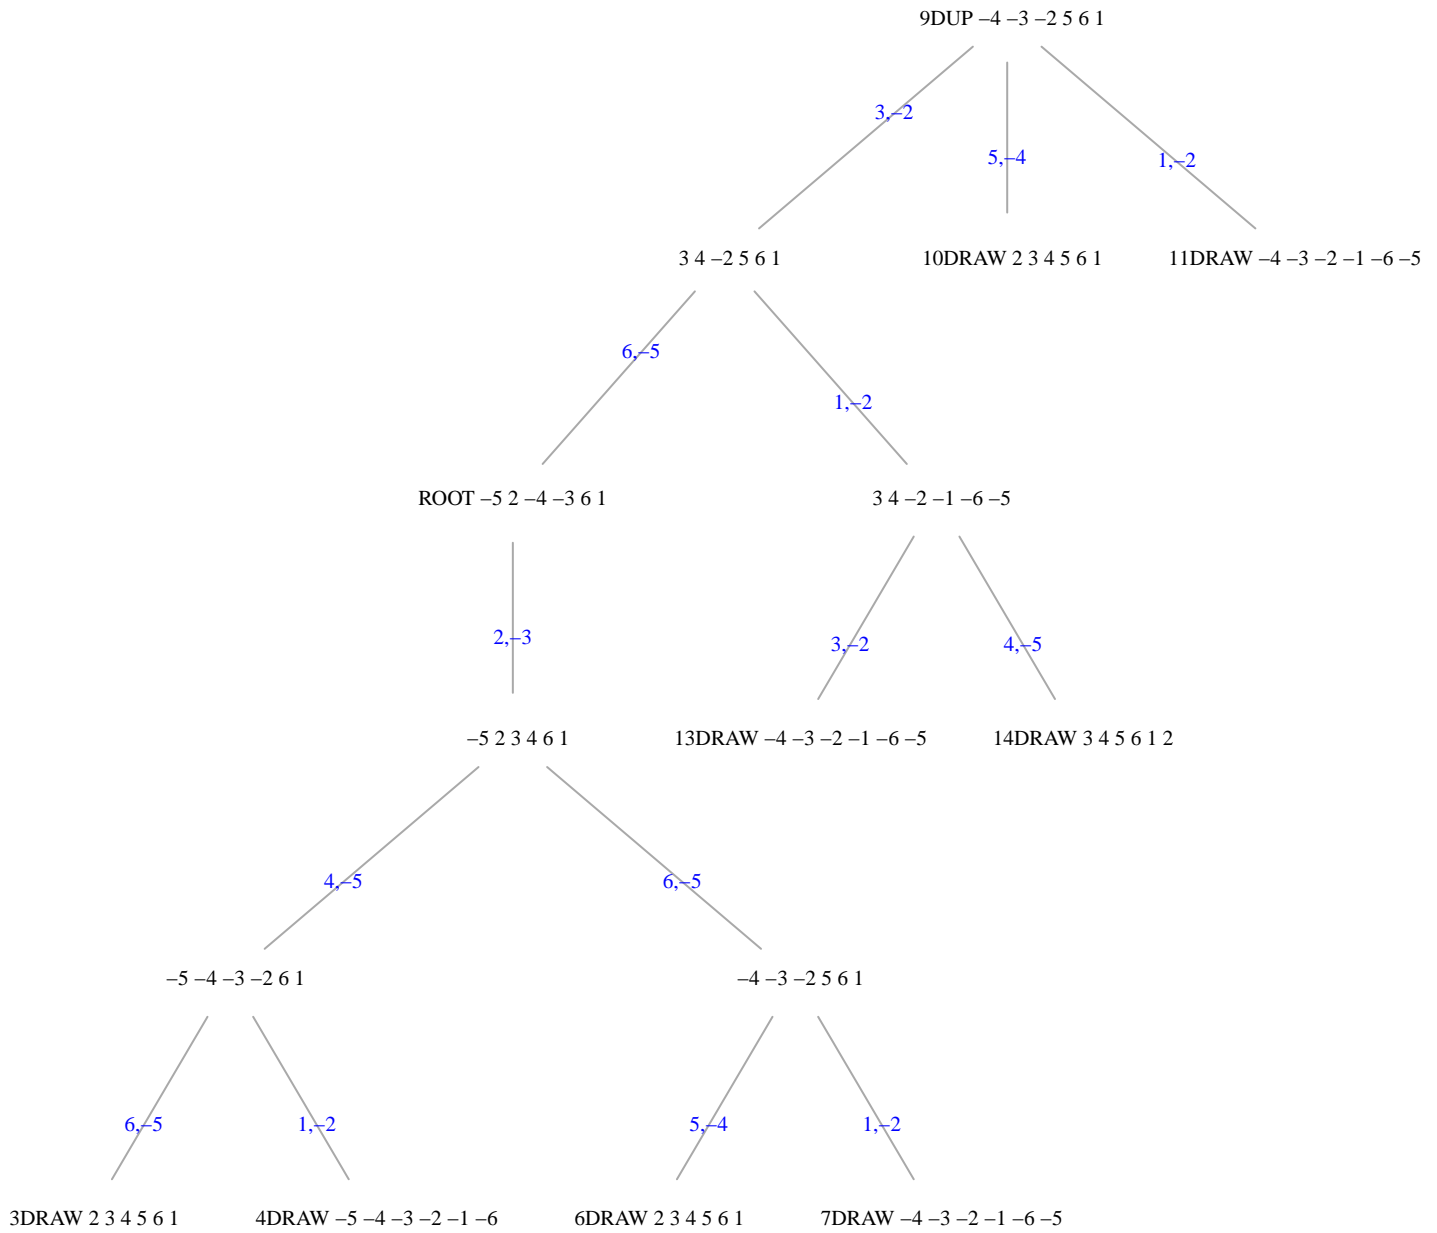 9DUP –4 –3 –2 5 6 1
3,–2
5,–4
1,–2
3 4 –2 5 6 1
10DRAW 2 3 4 5 6 1
11DRAW –4 –3 –2 –1 –6 –5
6,–5
1,–2
ROOT –5 2 –4 –3 6 1
3 4 –2 –1 –6 –5
2,–3
3,–2
4,–5
–5 2 3 4 6 1
13DRAW –4 –3 –2 –1 –6 –5
14DRAW 3 4 5 6 1 2
4,–5
6,–5
–5 –4 –3 –2 6 1
–4 –3 –2 5 6 1
6,–5
1,–2
5,–4
1,–2
3DRAW 2 3 4 5 6 1
4DRAW –5 –4 –3 –2 –1 –6
6DRAW 2 3 4 5 6 1
7DRAW –4 –3 –2 –1 –6 –5